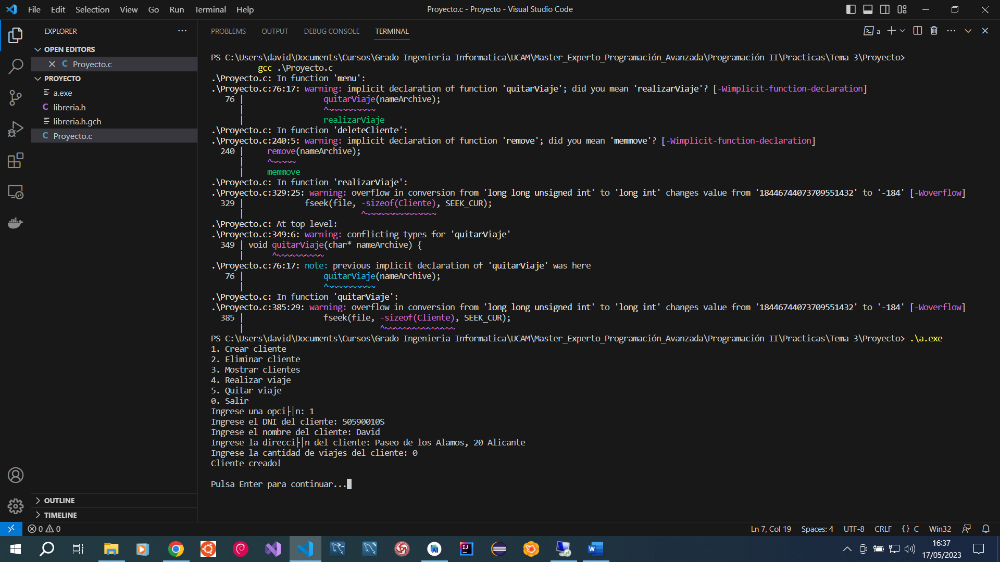 File Edit Selection View Go Run Terminal Help
Proyecto.c - Proyecto - Visual Studio Code
EXPLORER
OPEN EDITORS
C Proyecto.c
PROYECTO
a.exe
C libreria.h
libreria.h.gch
C Proyecto.c
OUTLINE
TIMELINE
PROBLEMS OUTPUT DEBUG CONSOLE TERMINAL
a
PS C:\Users\david\Documents\Cursos\Grado Ingenieria Informatica\UCAM\Master_Experto_Programación_Avanzada\Programación II\Practicas\Tema 3\Proyecto>
gcc .\Proyecto.c
.\Proyecto.c: In function 'menu':
.\Proyecto.c:76:17: warning: implicit declaration of function 'quitarViaje'; did you mean 'realizarViaje'? [-Wimplicit-function-declaration]
76 | quitarViaje(nameArchive);
| ^~~~~~~~~~~
| realizarViaje
.\Proyecto.c: In function 'deleteCliente':
.\Proyecto.c:240:5: warning: implicit declaration of function 'remove'; did you mean 'memmove'? [-Wimplicit-function-declaration]
240 | remove(nameArchive);
| ^~~~~~
| memmove
.\Proyecto.c: In function 'realizarViaje':
.\Proyecto.c:329:25: warning: overflow in conversion from 'long long unsigned int' to 'long int' changes value from '18446744073709551432' to '-184' [-Woverflow]
329 | fseek(file, -sizeof(Cliente), SEEK_CUR);
| ^~~~~~~~~~~~~~~~
.\Proyecto.c: At top level:
.\Proyecto.c:349:6: warning: conflicting types for 'quitarViaje'
349 | void quitarViaje(char* nameArchive) {
| ^~~~~~~~~~~
.\Proyecto.c:76:17: note: previous implicit declaration of 'quitarViaje' was here
76 | quitarViaje(nameArchive);
| ^~~~~~~~~~~
.\Proyecto.c: In function 'quitarViaje':
.\Proyecto.c:385:29: warning: overflow in conversion from 'long long unsigned int' to 'long int' changes value from '18446744073709551432' to '-184' [-Woverflow]
385 | fseek(file, -sizeof(Cliente), SEEK_CUR);
| ^~~~~~~~~~~~~~~~
PS C:\Users\david\Documents\Cursos\Grado Ingenieria Informatica\UCAM\Master_Experto_Programación_Avanzada\Programación II\Practicas\Tema 3\Proyecto> .\a.exe
1. Crear cliente
2. Eliminar cliente
3. Mostrar clientes
4. Realizar viaje
5. Quitar viaje
0. Salir
Ingrese una opci├│n: 1
Ingrese el DNI del cliente: 50590010S
Ingrese el nombre del cliente: David
Ingrese la direcci├│n del cliente: Paseo de los Alamos, 20 Alicante
Ingrese la cantidad de viajes del cliente: 0
Cliente creado!
Pulsa Enter para continuar...
0 0
Ln 7, Col 19 Spaces: 4 UTF-8 CRLF {} C Win32
16:37
17/05/2023